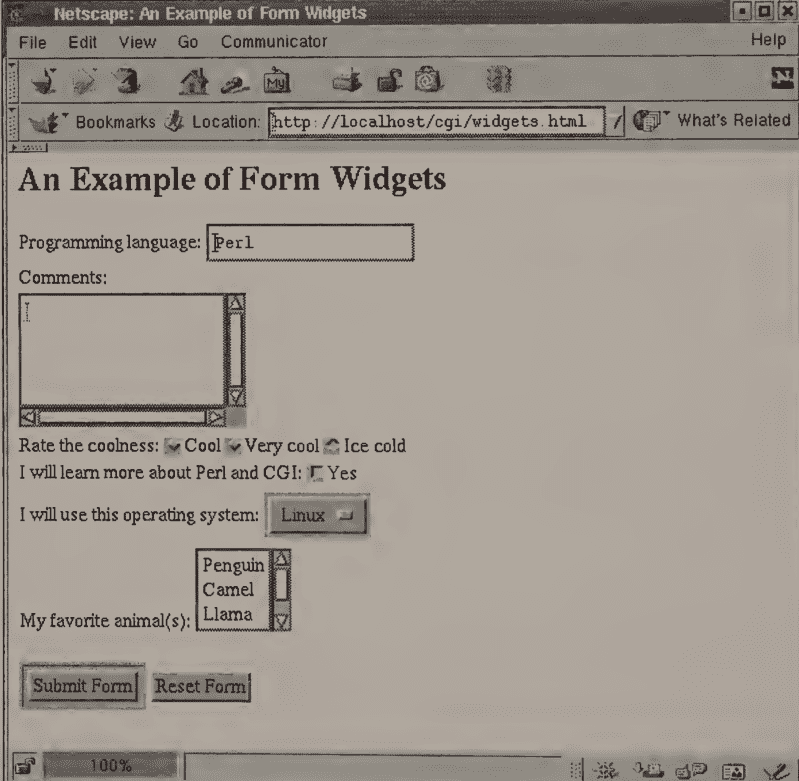 Netscape: An Example of Form Widgets
File Edit View Go Communicator Help
My N
Bookmarks Location: http://localhost/cgi/widgets.html What's Related
An Example of Form Widgets
Programming language: Perl
Comments:
Rate the coolness: Cool Very cool Ice cold
I will learn more about Perl and CGI: Yes
I will use this operating system: Linux
Penguin
Camel
My favorite animal(s): Llama
Submit Form Reset Form
100%